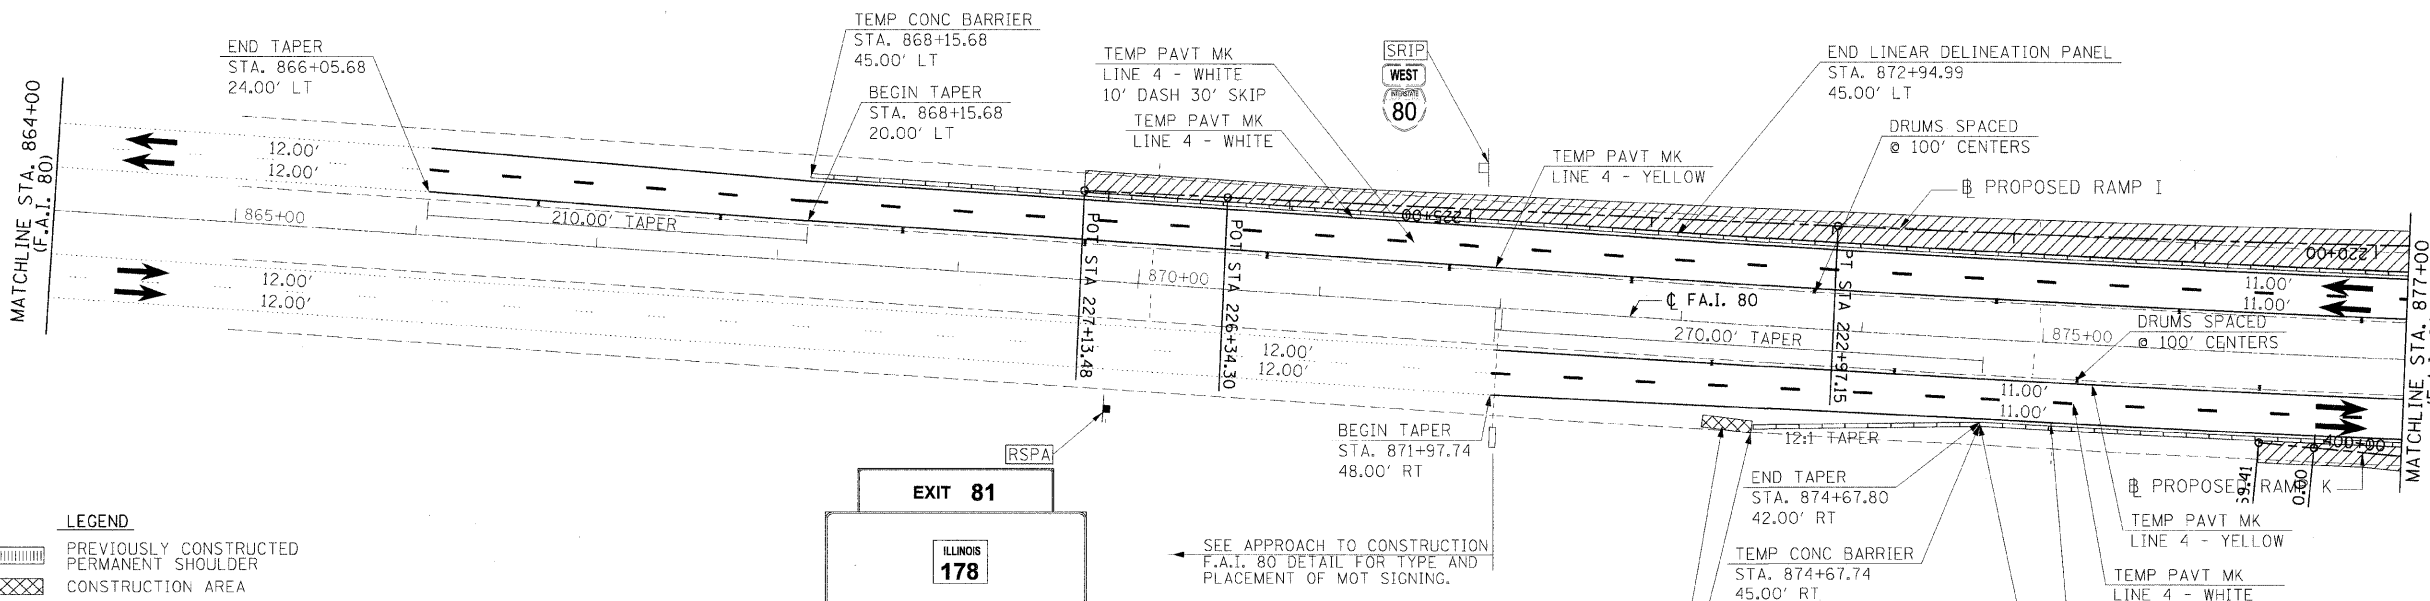 MATCHLINE STA. 864+00
(F.A.I. 80)
END TAPER
STA. 866+05.68
24.00' LT
TEMP CONC BARRIER
STA. 868+15.68
45.00' LT
BEGIN TAPER
STA. 868+15.68
20.00' LT
TEMP PAVT MK
LINE 4 - WHITE
10' DASH 30' SKIP
TEMP PAVT MK
LINE 4 - WHITE
SRIP
WEST
INTERSTATE
80
TEMP PAVT MK
LINE 4 - YELLOW
END LINEAR DELINEATION PANEL
STA. 872+94.99
45.00' LT
DRUMS SPACED
@ 100' CENTERS
PROPOSED RAMP I
12.00'
12.00'
865+00
210.00' TAPER
12.00'
12.00'
POT STA 227+13.48
870+00
POT STA 226+34.30
225+00
12.00'
12.00'
℄ F.A.I. 80
270.00' TAPER
PT STA 222+97.15
220+00
11.00'
11.00'
875+00
DRUMS SPACED
@ 100' CENTERS
11.00'
11.00'
MATCHLINE STA. 877+00
RSPA
BEGIN TAPER
STA. 871+97.74
48.00' RT
12:1 TAPER
END TAPER
STA. 874+67.80
42.00' RT
TEMP CONC BARRIER
STA. 874+67.74
45.00' RT
400+00
59.41
0.00
PROPOSED RAMP K
TEMP PAVT MK
LINE 4 - YELLOW
TEMP PAVT MK
LINE 4 - WHITE
EXIT 81
ILLINOIS
178
SEE APPROACH TO CONSTRUCTION
F.A.I. 80 DETAIL FOR TYPE AND
PLACEMENT OF MOT SIGNING.
LEGEND
PREVIOUSLY CONSTRUCTED
PERMANENT SHOULDER
CONSTRUCTION AREA